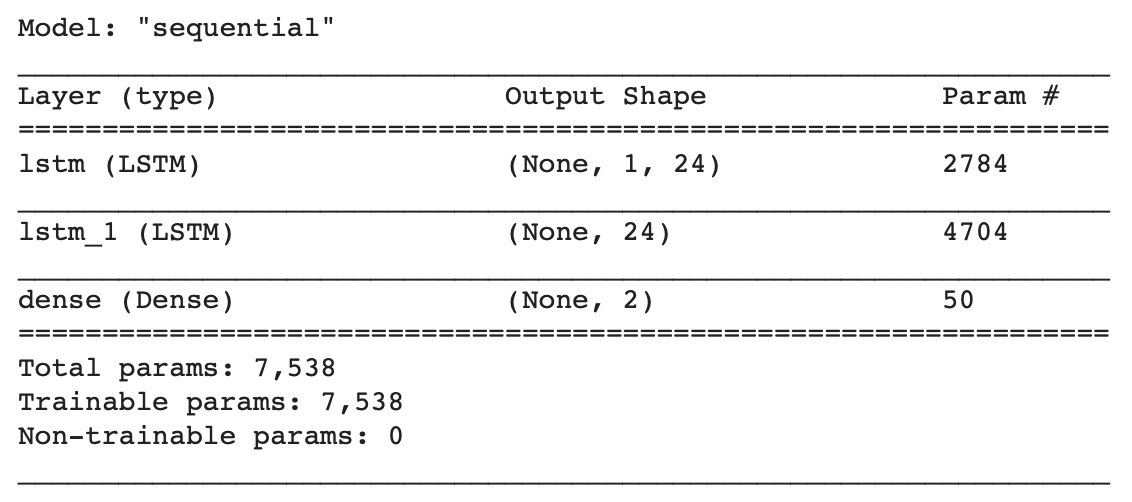 Model: "sequential"
Layer (type) Output Shape Param #
=================================================================
lstm (LSTM) (None, 1, 24) 2784
lstm_1 (LSTM) (None, 24) 4704
dense (Dense) (None, 2) 50
=================================================================
Total params: 7,538
Trainable params: 7,538
Non-trainable params: 0